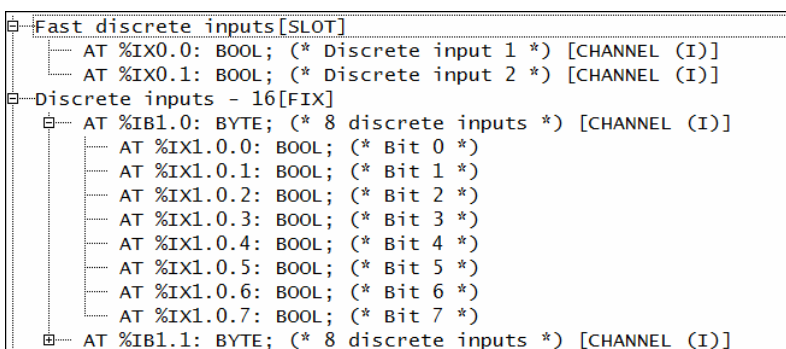 Fast discrete inputs[SLOT]
AT %IX0.0: BOOL; (* Discrete input 1 *) [CHANNEL (I)]
AT %IX0.1: BOOL; (* Discrete input 2 *) [CHANNEL (I)]
Discrete inputs - 16[FIX]
AT %IB1.0: BYTE; (* 8 discrete inputs *) [CHANNEL (I)]
AT %IX1.0.0: BOOL; (* Bit 0 *)
AT %IX1.0.1: BOOL; (* Bit 1 *)
AT %IX1.0.2: BOOL; (* Bit 2 *)
AT %IX1.0.3: BOOL; (* Bit 3 *)
AT %IX1.0.4: BOOL; (* Bit 4 *)
AT %IX1.0.5: BOOL; (* Bit 5 *)
AT %IX1.0.6: BOOL; (* Bit 6 *)
AT %IX1.0.7: BOOL; (* Bit 7 *)
AT %IB1.1: BYTE; (* 8 discrete inputs *) [CHANNEL (I)]